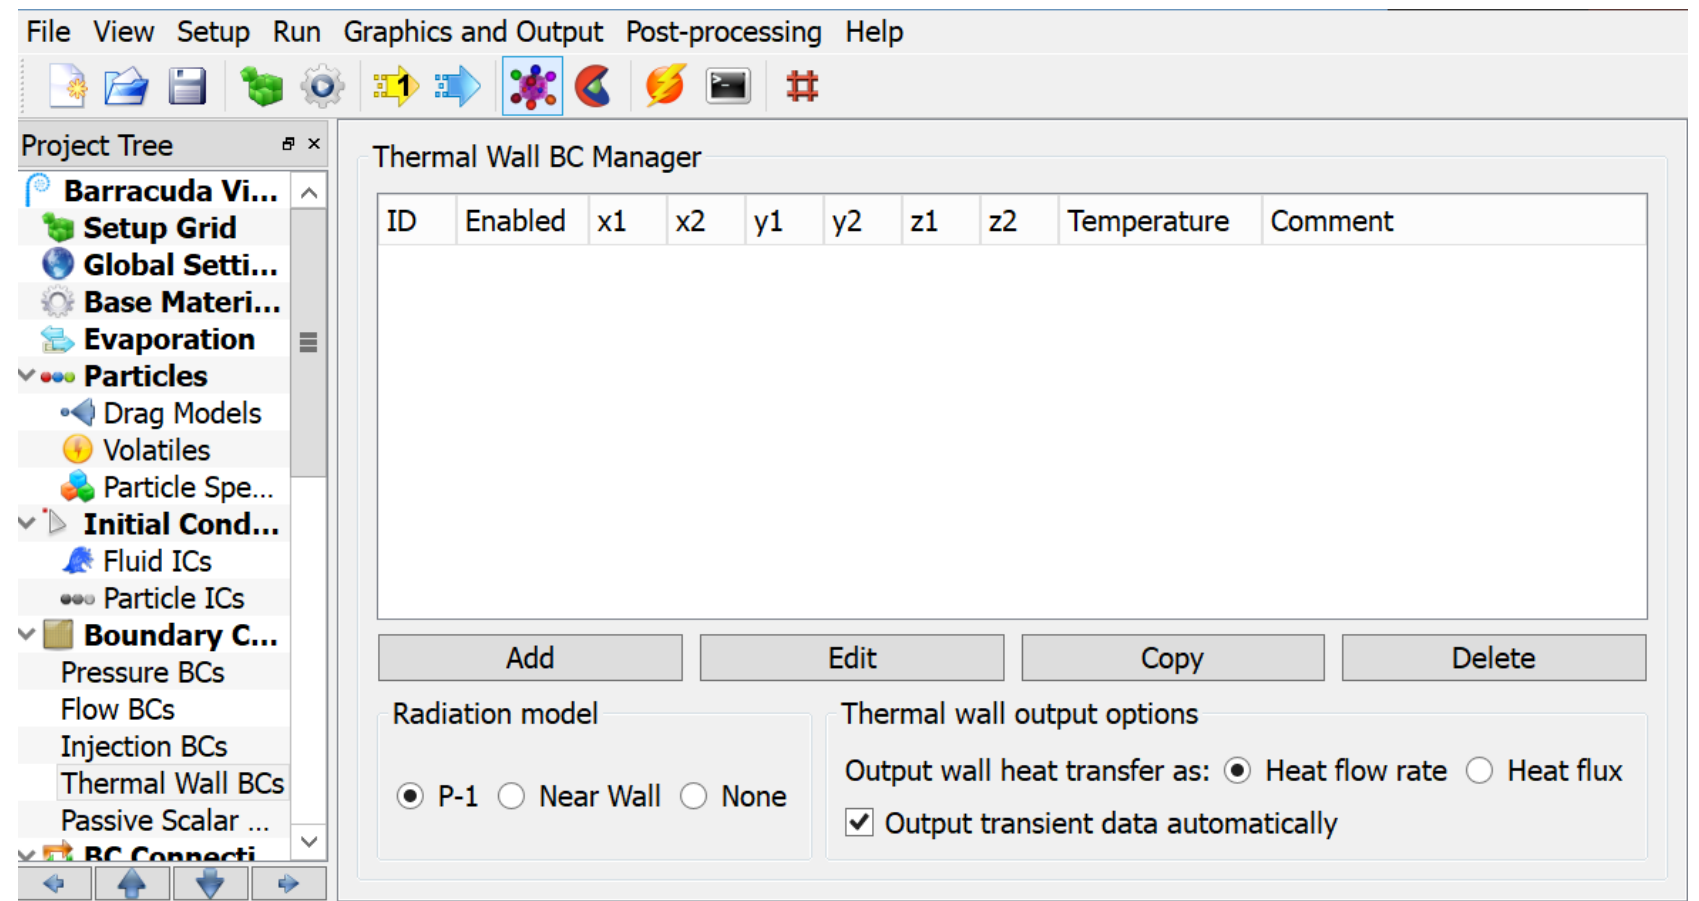 File View Setup Run Graphics and Output Post-processing Help
1
Project Tree
Barracuda Vi...
Setup Grid
Global Setti...
Base Materi...
Evaporation
Particles
Drag Models
Volatiles
Particle Spe...
Initial Cond...
Fluid ICs
Particle ICs
Boundary C...
Pressure BCs
Flow BCs
Injection BCs
Thermal Wall BCs
Passive Scalar ...
BC Connecti
Thermal Wall BC Manager
ID Enabled x1 x2 y1 y2 z1 z2 Temperature Comment
Add Edit Copy Delete
Radiation model
P-1 Near Wall None
Thermal wall output options
Output wall heat transfer as: Heat flow rate Heat flux
Output transient data automatically